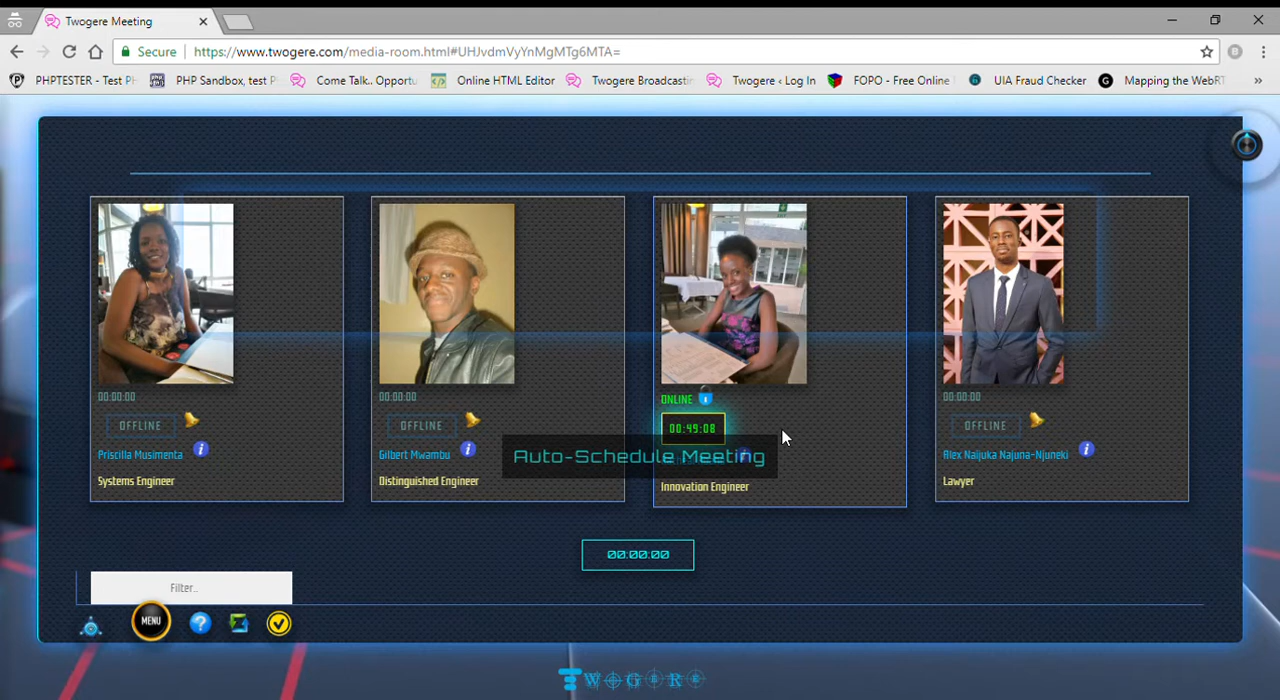 Twogere Meeting
Secure
https://www.twogere.com/media-room.html#UHJvdmVyYnMgMTg6MTA=
PHPTESTER - Test P
PHP Sandbox, test P
Come Talk.. Opportu
Online HTML Editor
Twogere Broadcastin
Twogere ‹ Log In
FOPO - Free Online
UIA Fraud Checker
Mapping the WebRT
00:00:00
OFFLINE
Priscilla Musimenta
Systems Engineer
00:00:00
OFFLINE
Gilbert Mwambu
Distinguished Engineer
ONLINE
00:49:08
Innovation Engineer
00:00:00
OFFLINE
Alex Naijuka Najuna-Njuneki
Lawyer
Auto-Schedule Meeting
00:00:00
Filter..
MENU
TWOGERE